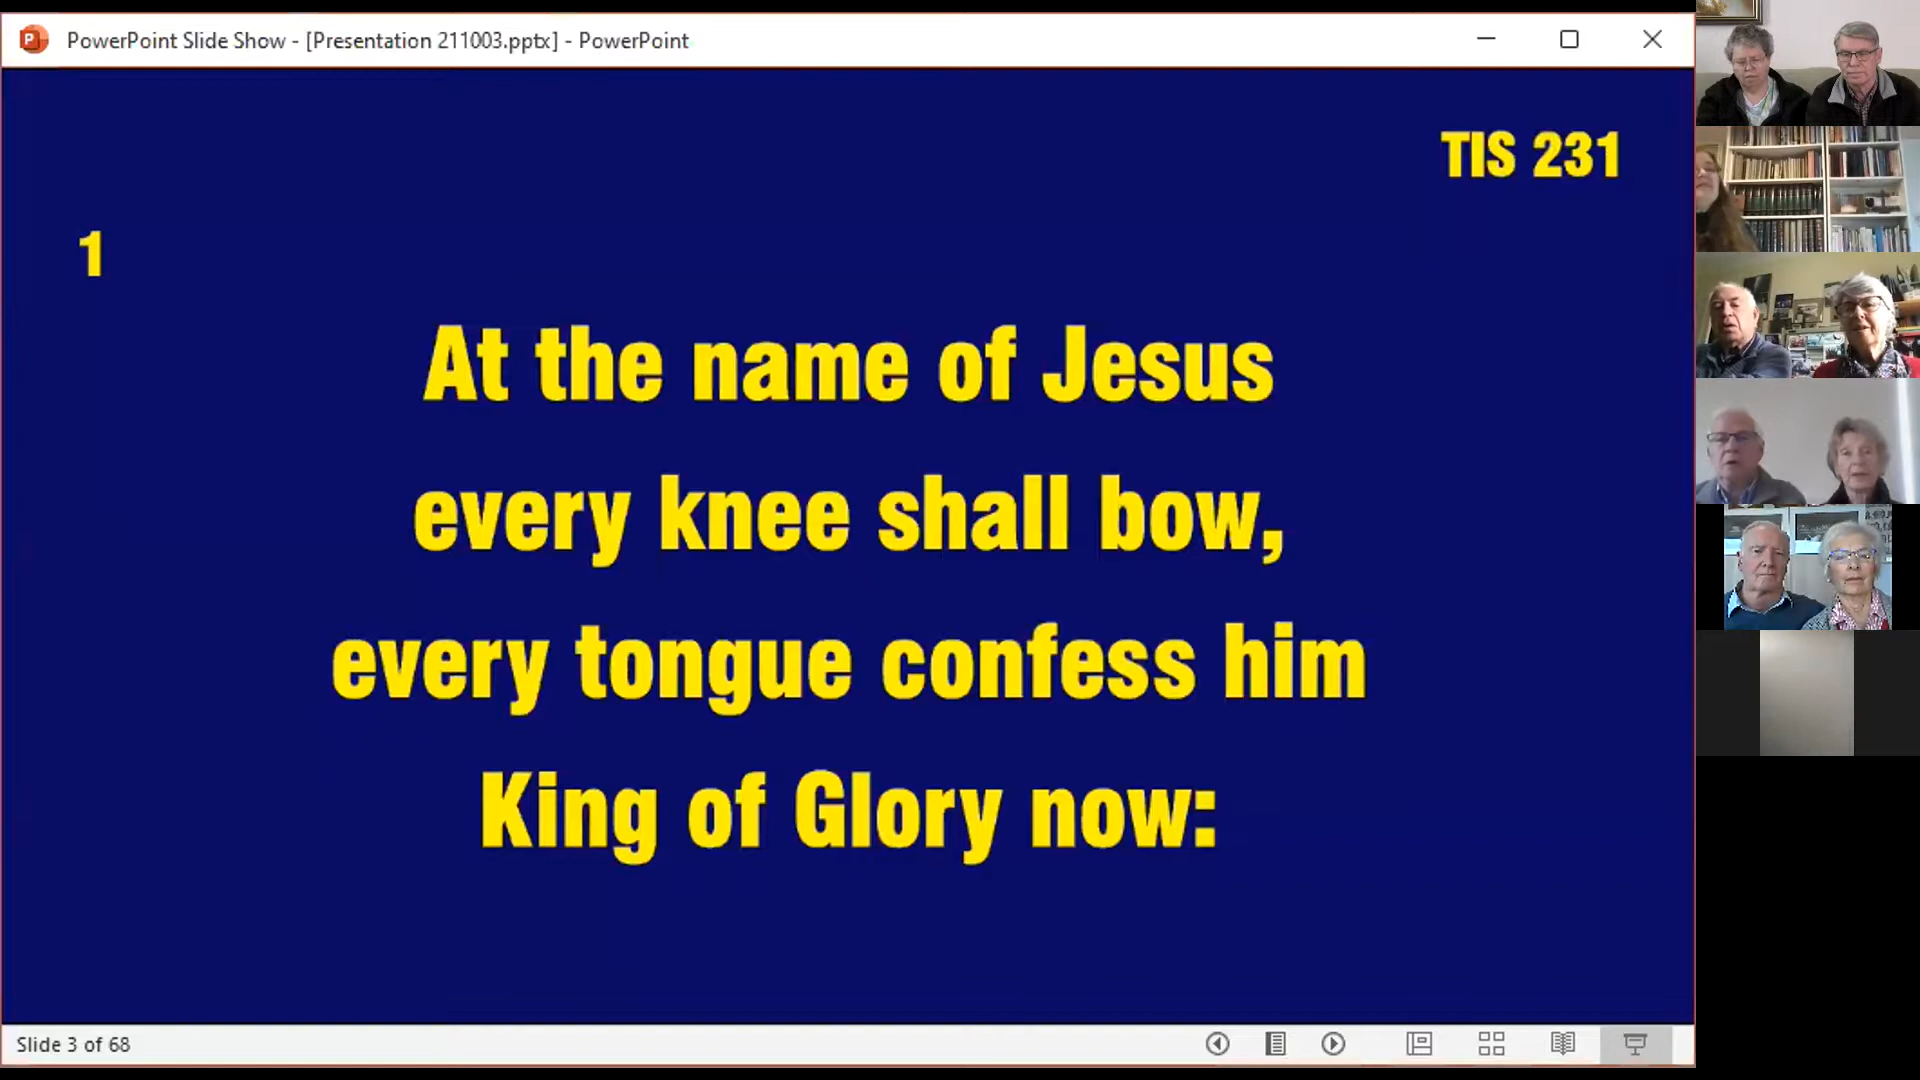 PowerPoint Slide Show - [Presentation 211003.pptx] - PowerPoint
TIS 231
1
At the name of Jesus
every knee shall bow,
every tongue confess him
King of Glory now:
Slide 3 of 68